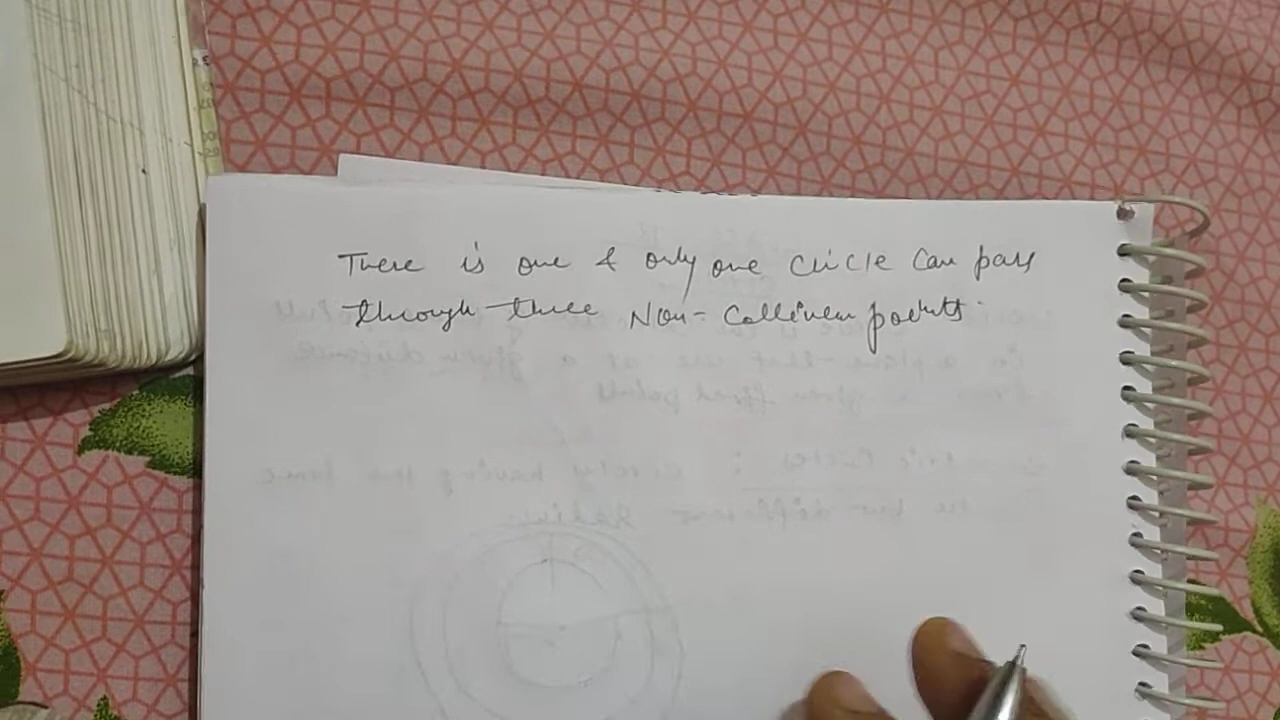 There is one & only one circle can pass
through three Non-collinear points.